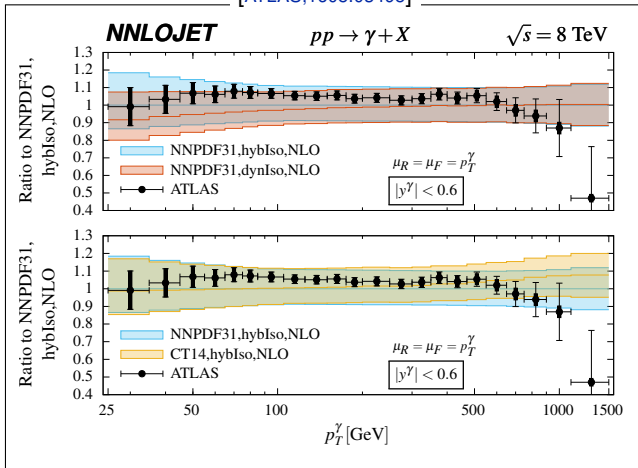 [ATLAS,1605.03495]
NNLOJET pp → γ + X √s = 8 TeV
Ratio to NNPDF31,
hybIso,NLO
1.3
1.2
1.1
1
0.9
0.8
0.7
0.6
0.5
0.4
NNPDF31,hybIso,NLO
NNPDF31,dynIso,NLO
ATLAS
μ_R = μ_F = p_T^γ
|y^γ| < 0.6
Ratio to NNPDF31,
hybIso,NLO
1.3
1.2
1.1
1
0.9
0.8
0.7
0.6
0.5
0.4
NNPDF31,hybIso,NLO
CT14,hybIso,NLO
ATLAS
μ_R = μ_F = p_T^γ
|y^γ| < 0.6
25 50 100 500 1000 1500
p_T^γ [GeV]